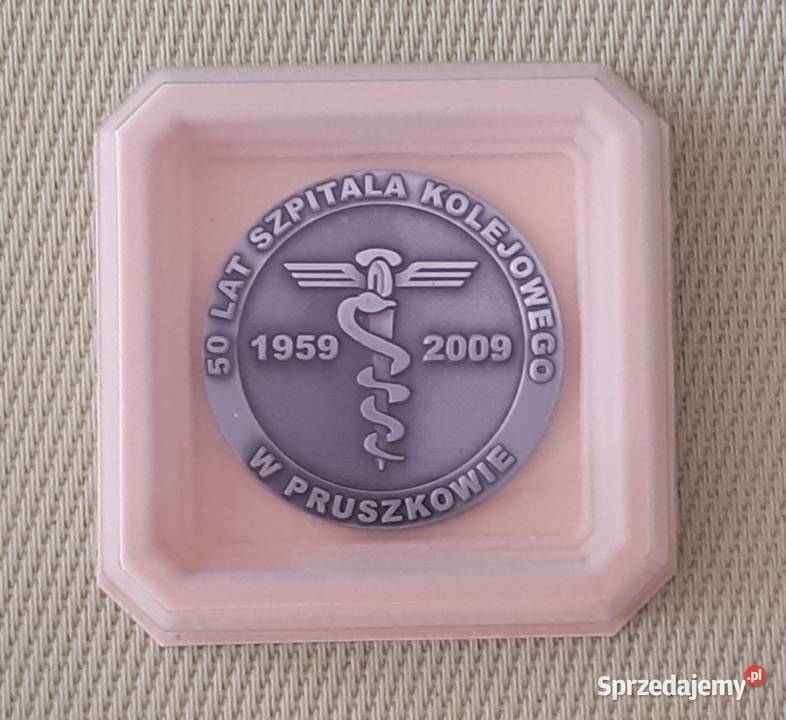 50 LAT SZPITALA KOLEJOWEGO
1959 2009
W PRUSZKOWIE
Sprzedajemy.pl